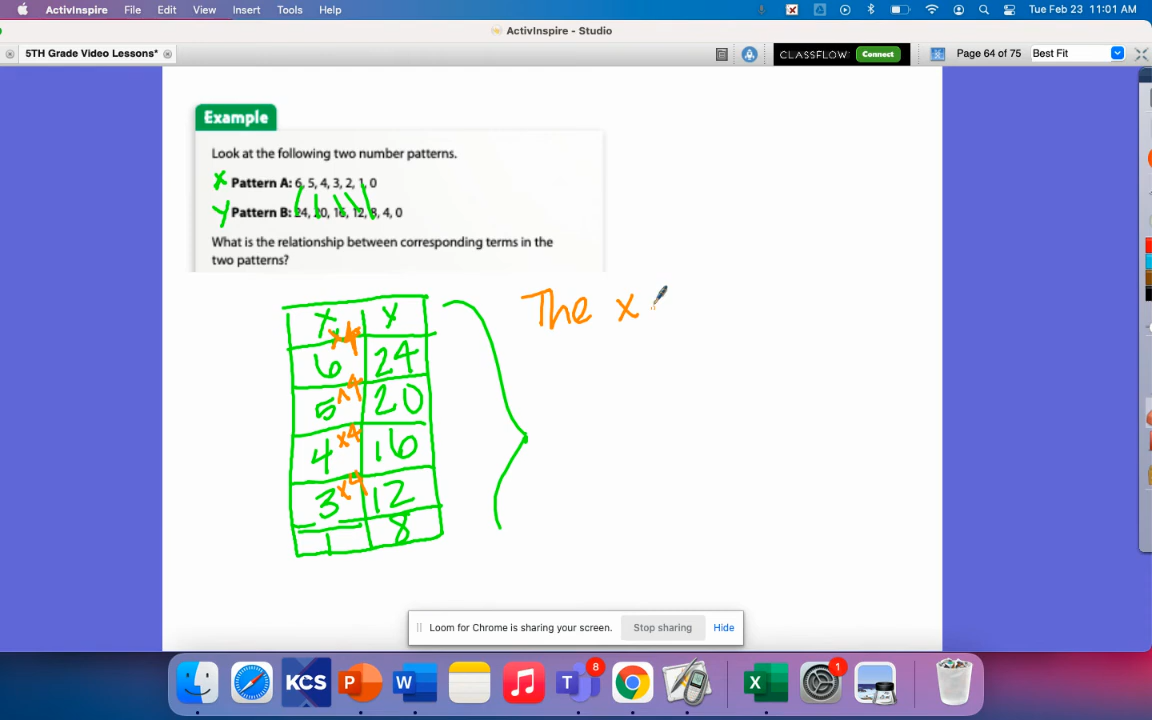 ActivInspire File Edit View Insert Tools Help Tue Feb 23 11:01 AM
ActivInspire - Studio
5TH Grade Video Lessons* CLASSFLOW Connect Page 64 of 75 Best Fit
Example
Look at the following two number patterns.
X Pattern A: 6, 5, 4, 3, 2, 1, 0
Y Pattern B: 24, 20, 16, 12, 8, 4, 0
What is the relationship between corresponding terms in the
two patterns?
The x
x y
x4
6 24
x4
5 20
x4
4 16
x4
3 12
1 8
Loom for Chrome is sharing your screen. Stop sharing Hide
KCS P W 8 T X 1